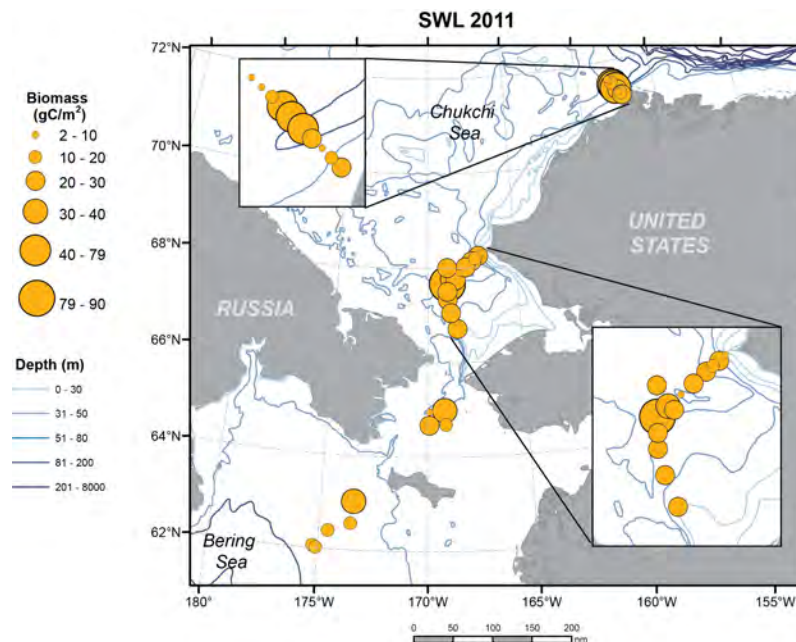 SWL 2011
72°N
70°N
68°N
66°N
64°N
62°N
180°
175°W
170°W
165°W
160°W
155°W
Chukchi
Sea
UNITED
STATES
RUSSIA
Bering
Sea
Biomass
(gC/m²)
2 - 10
10 - 20
20 - 30
30 - 40
40 - 79
79 - 90
Depth (m)
0 - 30
31 - 50
51 - 80
81 - 200
201 - 8000
0 50 100 150 200
nm